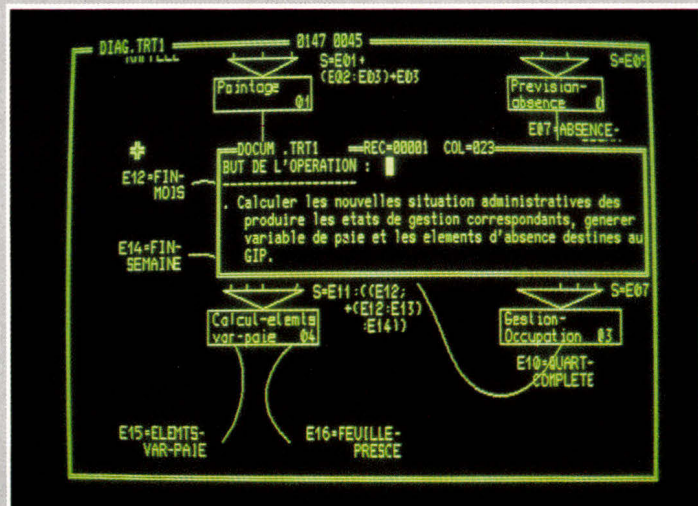 DIAG.TRT1 0147 0045
S=E01+
(E02:E03)+E03
Pointage
01
Prevision-
absence 0
E07=ABSENCE-
DOCUM .TRT1 REC=00001 COL=023
BUT DE L'OPERATION :
--------------------
. Calculer les nouvelles situation administratives des
produire les etats de gestion correspondants, generer
variable de paie et les elements d'absence destines au
GIP.
E12=FIN-
MOIS
E14=FIN-
SEMAINE
S=E11:((E12;
+(E12:E13)
:E14))
S=E07
Calcul-elemts
var-paie 04
Gestion-
Occupation 03
E10=QUART-
COMPLETE
E15=ELEMTS-
VAR-PAIE
E16=FEUILLE-
PRESCE